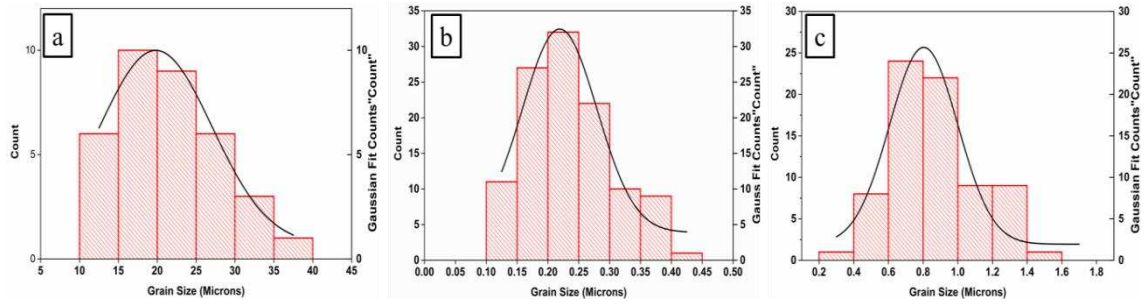 a
10
5
0
Count
5 10 15 20 25 30 35 40 45
Grain Size (Microns)
10
5
0
Gaussian Fit Counts"Count"
b
35
30
25
20
15
10
5
0
Count
0.00 0.05 0.10 0.15 0.20 0.25 0.30 0.35 0.40 0.45 0.50
Grain Size (Microns)
35
30
25
20
15
10
5
0
Gauss Fit Counts"Count"
c
30
25
20
15
10
5
0
Count
0.2 0.4 0.6 0.8 1.0 1.2 1.4 1.6 1.8
Grain Size (Microns)
30
25
20
15
10
5
0
Gaussian Fit Counts"Count"